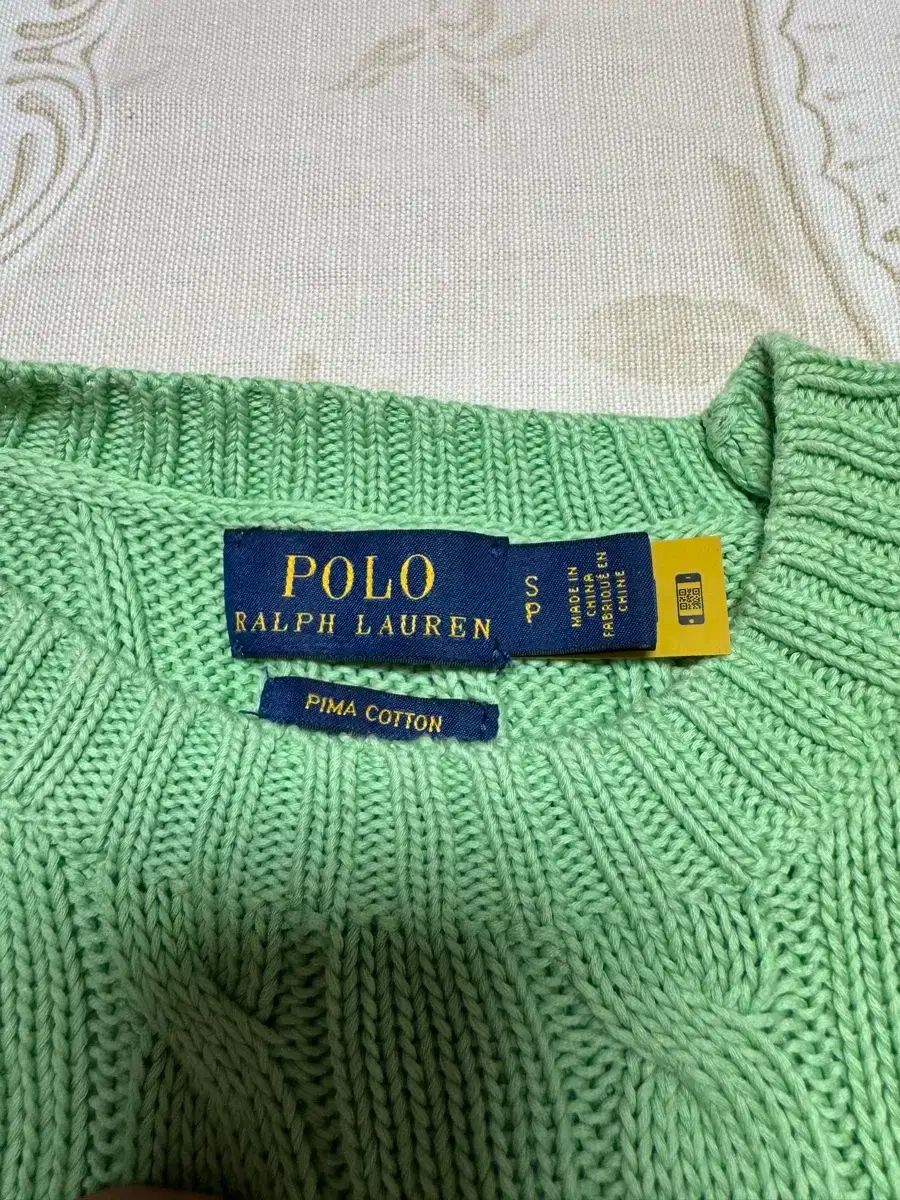 POLO
RALPH LAUREN
S
P
MADE IN
CHINA
FABRIQUÉ EN
CHINE
PIMA COTTON